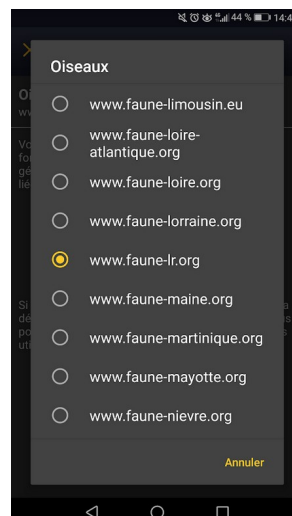 44 % 14:4
Oiseaux
www.faune-limousin.eu
www.faune-loire-
atlantique.org
www.faune-loire.org
www.faune-lorraine.org
www.faune-lr.org
www.faune-maine.org
www.faune-martinique.org
www.faune-mayotte.org
www.faune-nievre.org
Annuler